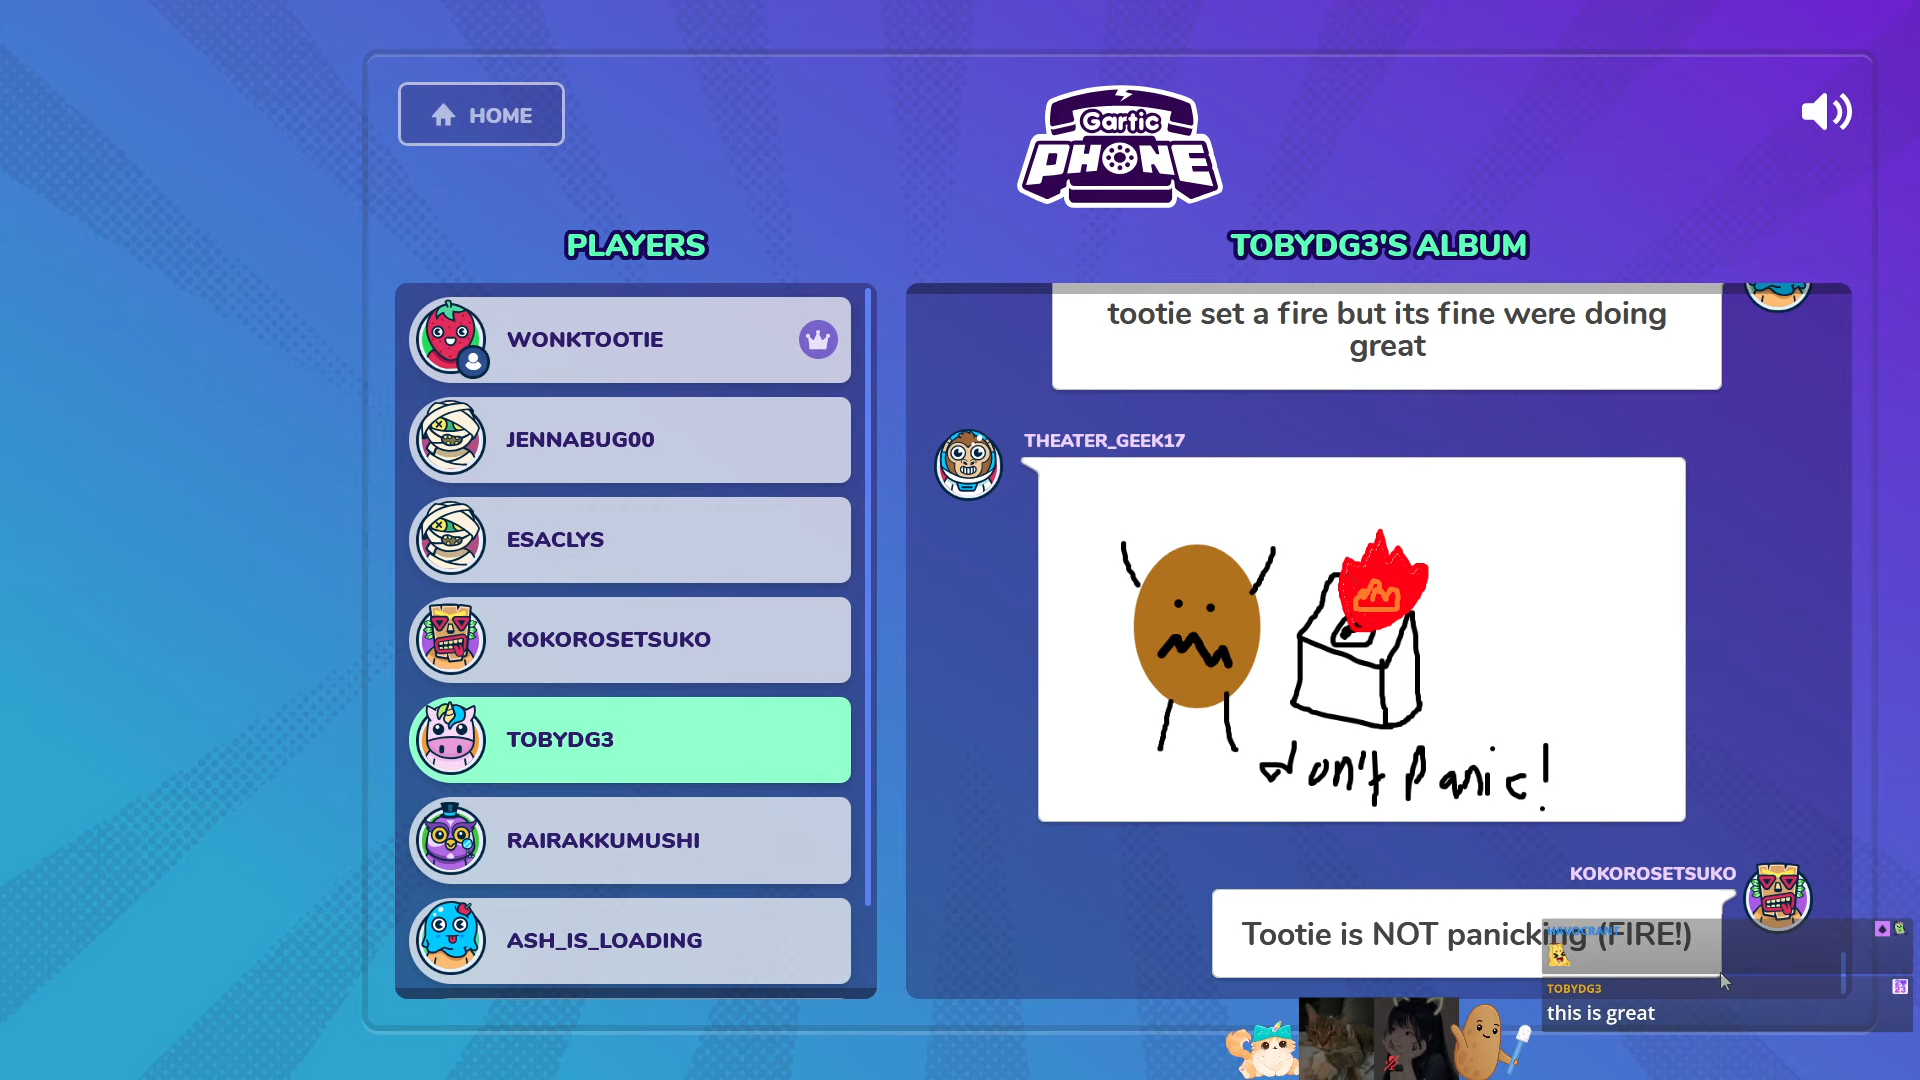 HOME
Gartic
PHONE
PLAYERS
TOBYDG3'S ALBUM
WONKTOOTIE
JENNABUG00
ESACLYS
KOKOROSETSUKO
TOBYDG3
RAIRAKKUMUSHI
ASH_IS_LOADING
tootie set a fire but its fine were doing
great
THEATER_GEEK17
don't panic!
KOKOROSETSUKO
Tootie is NOT panicking (FIRE!)
TOBYDG3
this is great